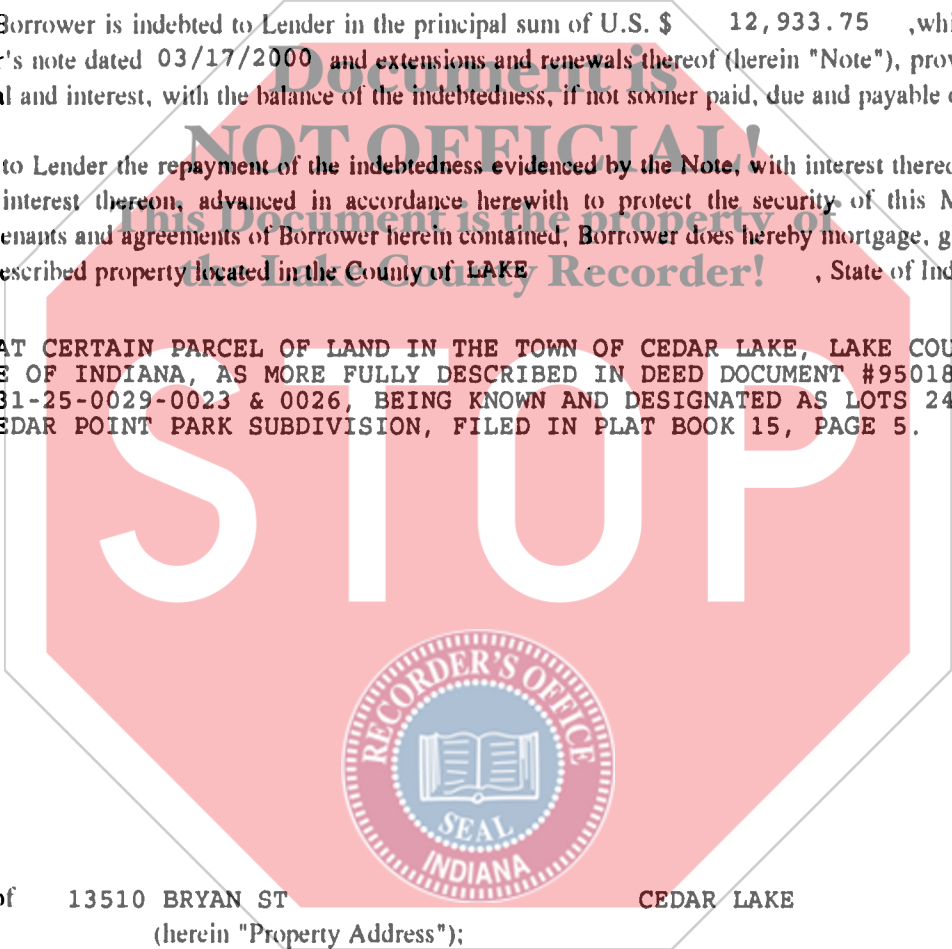 Borrower is indebted to Lender in the principal sum of U.S. $ 12,933.75 ,whi
r's note dated 03/17/2000 and extensions and renewals thereof (herein "Note"), prov
al and interest, with the balance of the indebtedness, if not sooner paid, due and payable o
Document is
NOT OFFICIAL!
This Document is the property of
the Lake County Recorder!
to Lender the repayment of the indebtedness evidenced by the Note, with interest thereo
interest thereon, advanced in accordance herewith to protect the security of this M
enants and agreements of Borrower herein contained, Borrower does hereby mortgage, g
escribed property located in the County of LAKE , State of Ind
AT CERTAIN PARCEL OF LAND IN THE TOWN OF CEDAR LAKE, LAKE COU
E OF INDIANA, AS MORE FULLY DESCRIBED IN DEED DOCUMENT #95018
31-25-0029-0023 & 0026, BEING KNOWN AND DESIGNATED AS LOTS 24
EDAR POINT PARK SUBDIVISION, FILED IN PLAT BOOK 15, PAGE 5.
STOP
RECORDER'S OFFICE
SEAL
INDIANA
of 13510 BRYAN ST CEDAR LAKE
(herein "Property Address");